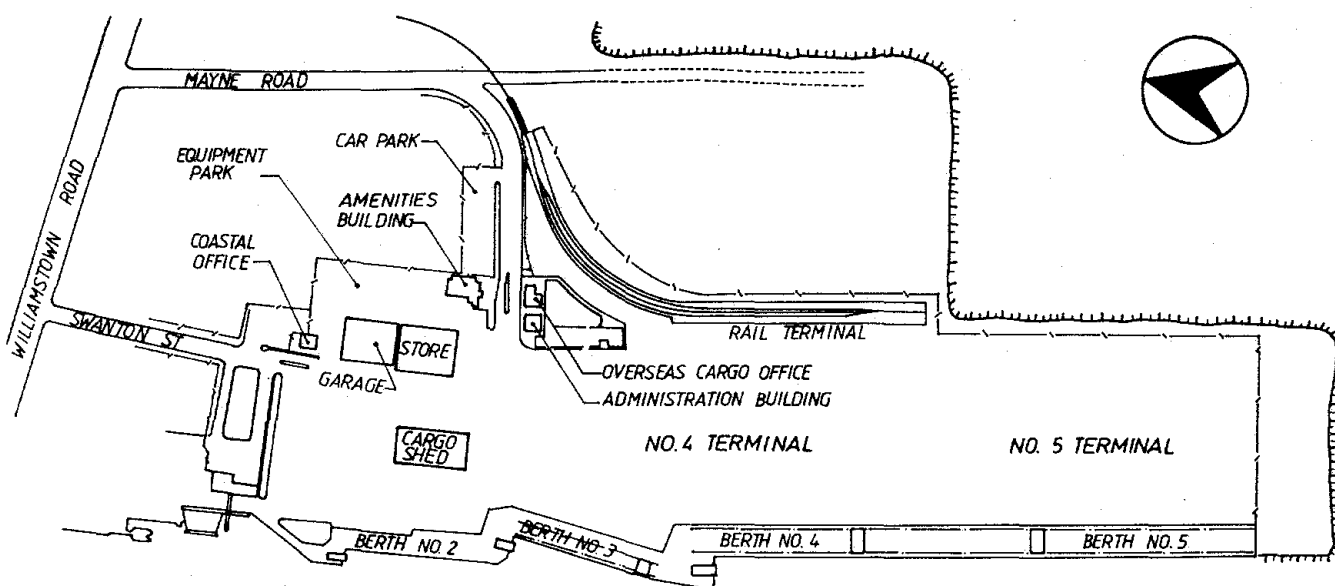 MAYNE ROAD
CAR PARK
EQUIPMENT
PARK
AMENITIES
BUILDING
COASTAL
OFFICE
WILLIAMSTOWN ROAD
SWANTON ST.
STORE
GARAGE
RAIL TERMINAL
OVERSEAS CARGO OFFICE
ADMINISTRATION BUILDING
CARGO
SHED
NO. 4 TERMINAL
NO. 5 TERMINAL
BERTH NO. 2
BERTH NO. 3
BERTH NO. 4
BERTH NO. 5